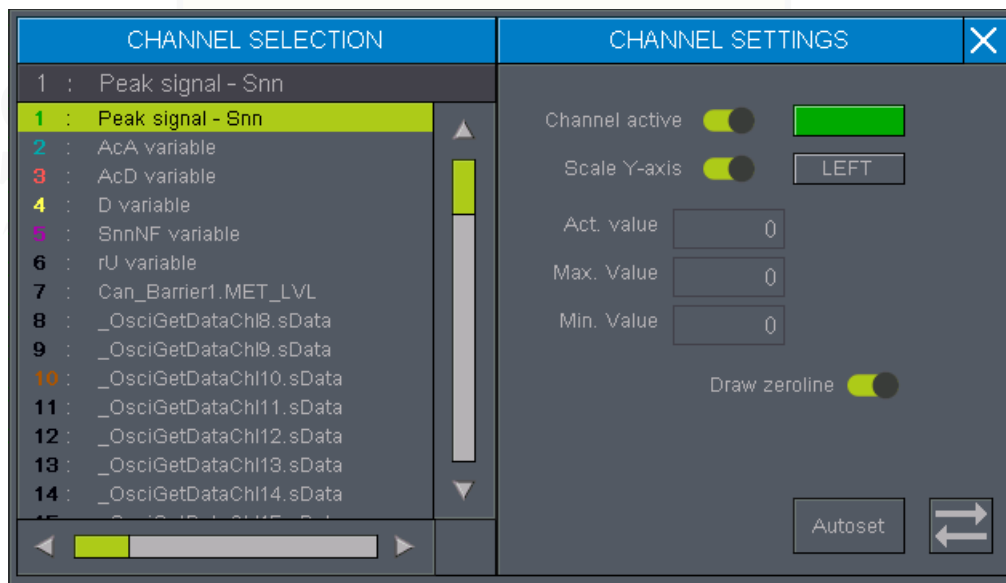 CHANNEL SELECTION
1 : Peak signal - Snn
1 : Peak signal - Snn
2 : AcA variable
3 : AcD variable
4 : D variable
5 : SnnNF variable
6 : rU variable
7 : Can_Barrier1.MET_LVL
8 : _OsciGetDataChl8.sData
9 : _OsciGetDataChl9.sData
10 : _OsciGetDataChl10.sData
11 : _OsciGetDataChl11.sData
12 : _OsciGetDataChl12.sData
13 : _OsciGetDataChl13.sData
14 : _OsciGetDataChl14.sData
CHANNEL SETTINGS
Channel active
Scale Y-axis LEFT
Act. value 0
Max. Value 0
Min. Value 0
Draw zeroline
Autoset